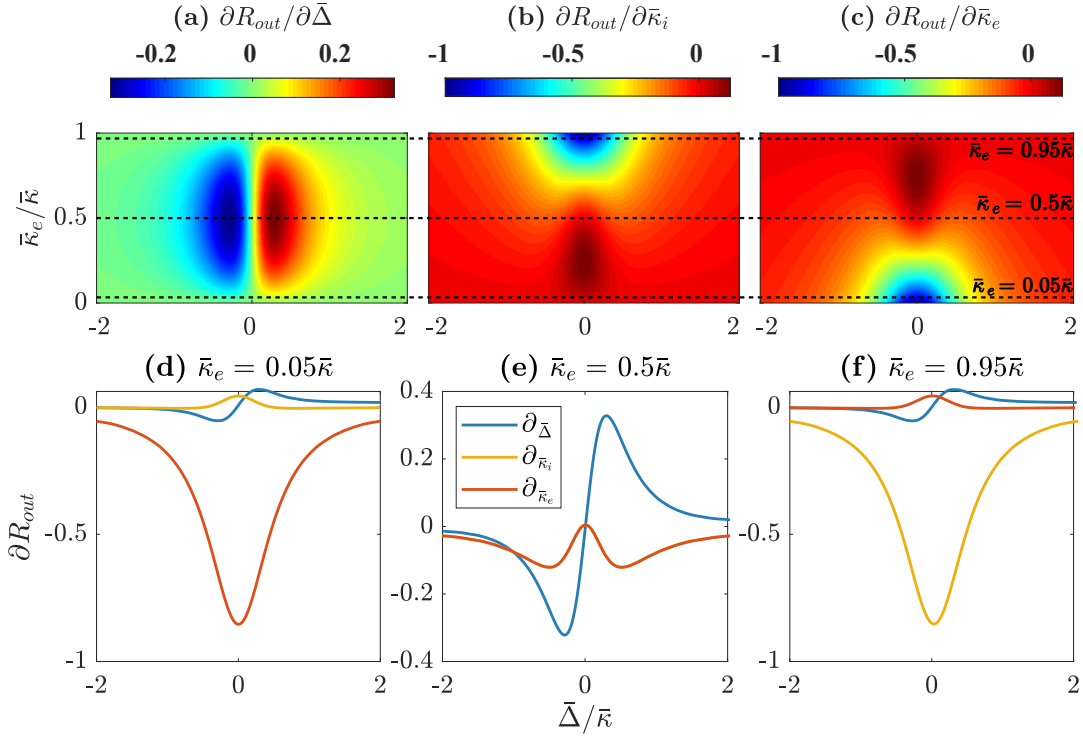 (a) ∂R_out/∂Δ̄
(b) ∂R_out/∂κ̄_i
(c) ∂R_out/∂κ̄_e
-0.2 0 0.2
-1 -0.5 0
-1 -0.5 0
κ̄_e/κ̄
1
0.5
0
κ̄_e = 0.95κ̄
κ̄_e = 0.5κ̄
κ̄_e = 0.05κ̄
-2 0 2
-2 0 2
-2 0 2
(d) κ̄_e = 0.05κ̄
(e) κ̄_e = 0.5κ̄
(f) κ̄_e = 0.95κ̄
∂R_out
0
-0.5
-1
0.4
0.2
0
-0.2
-0.4
∂_Δ̄
∂_κ̄_i
∂_κ̄_e
0
-0.5
-1
-2 0 2
-2 0 2
-2 0 2
Δ̄/κ̄